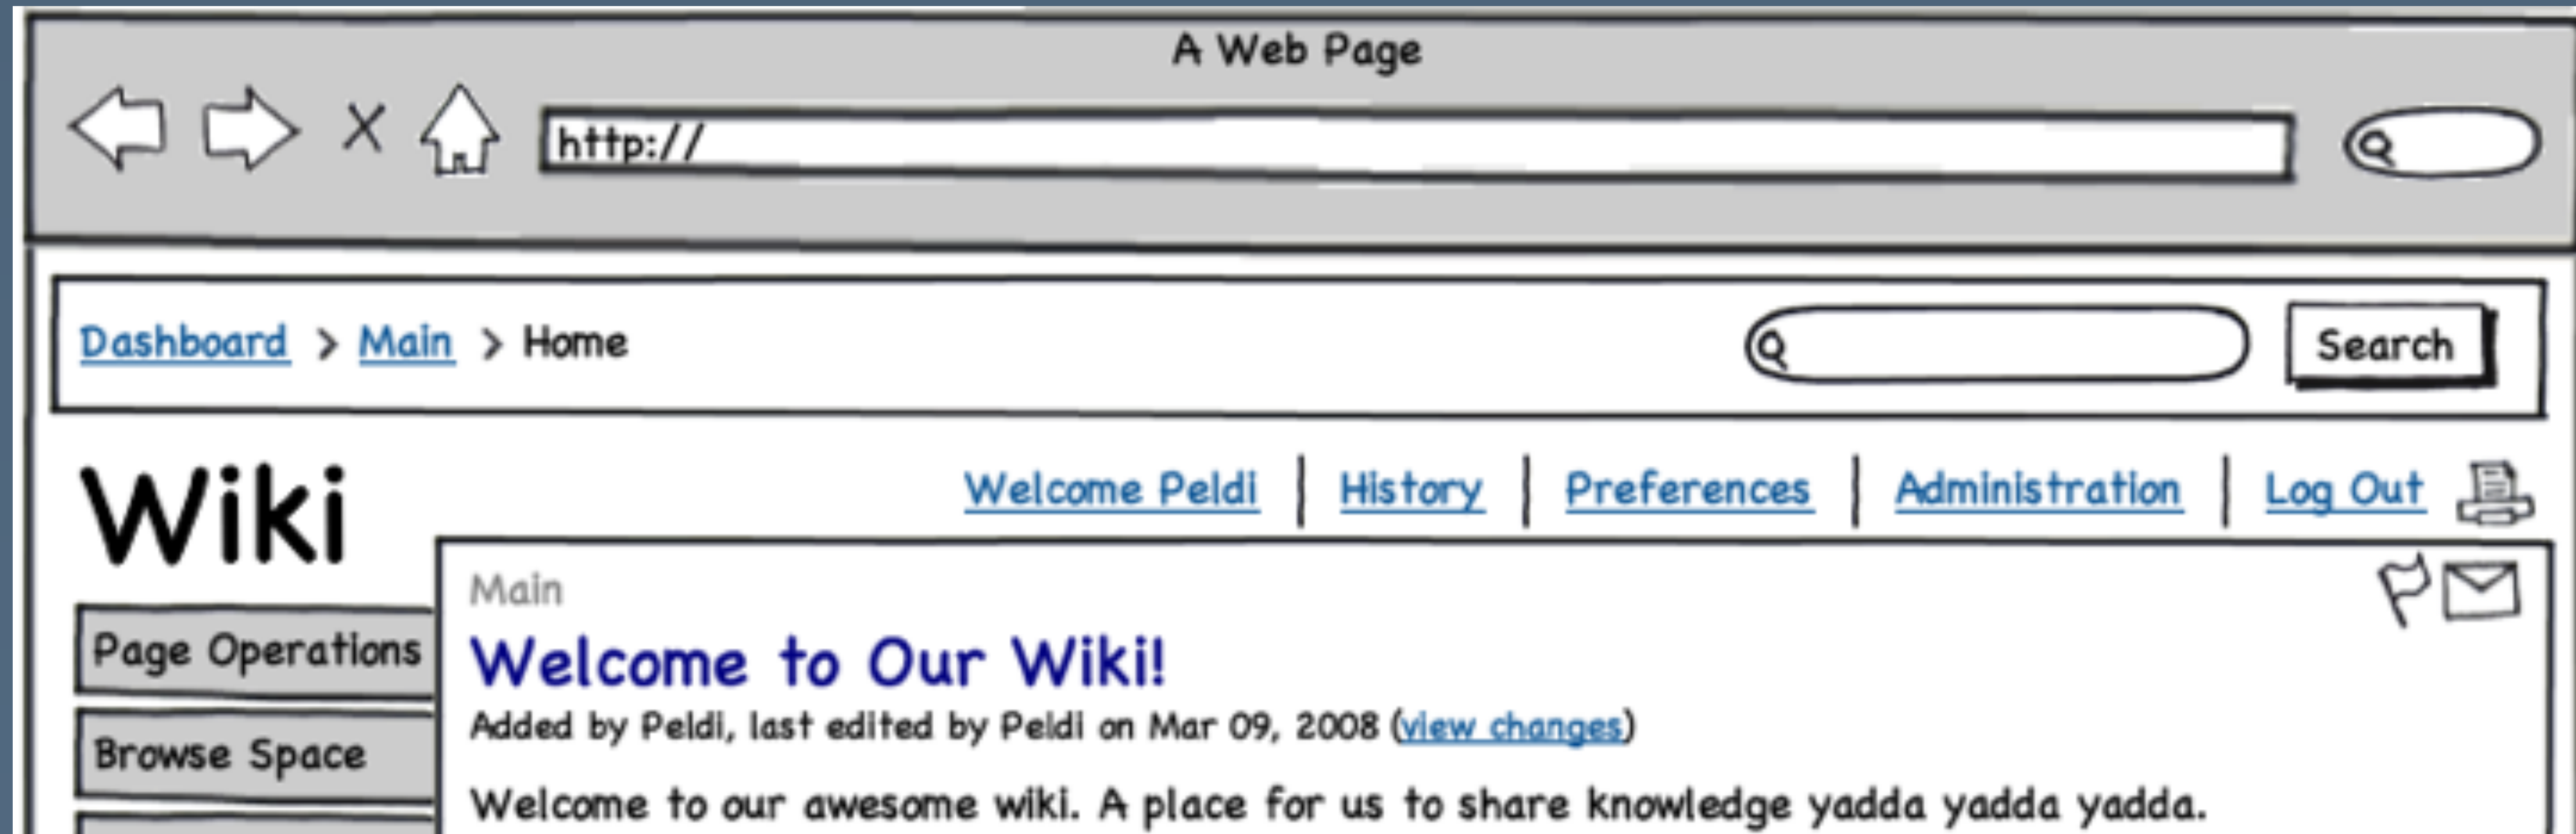 A Web Page
http://
Dashboard > Main > Home
Search
Wiki
Welcome Peldi | History | Preferences | Administration | Log Out
Main
Page Operations
Welcome to Our Wiki!
Added by Peldi, last edited by Peldi on Mar 09, 2008 (view changes)
Browse Space
Welcome to our awesome wiki. A place for us to share knowledge yadda yadda yadda.